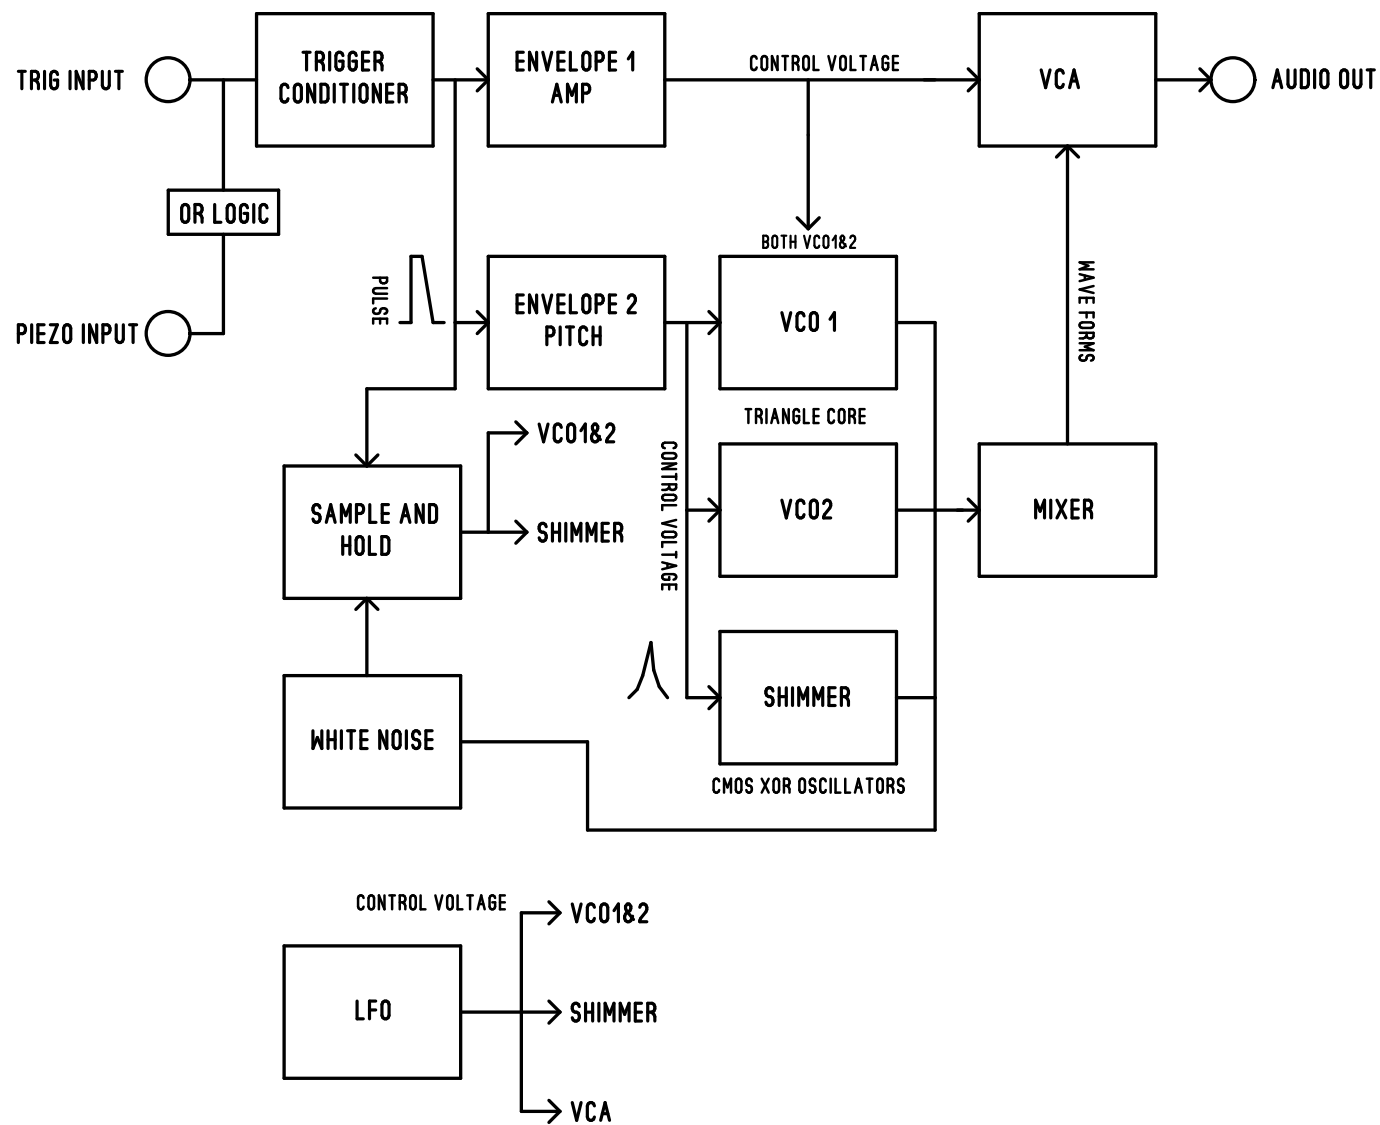 TRIG INPUT
TRIGGER
CONDITIONER
ENVELOPE 1
AMP
CONTROL VOLTAGE
VCA
AUDIO OUT
OR LOGIC
BOTH VCO1&2
PIEZO INPUT
PULSE
ENVELOPE 2
PITCH
VCO 1
WAVE FORMS
TRIANGLE CORE
VCO1&2
SHIMMER
SAMPLE AND
HOLD
CONTROL VOLTAGE
VCO2
MIXER
WHITE NOISE
SHIMMER
CMOS XOR OSCILLATORS
CONTROL VOLTAGE
VCO1&2
LFO
SHIMMER
VCA